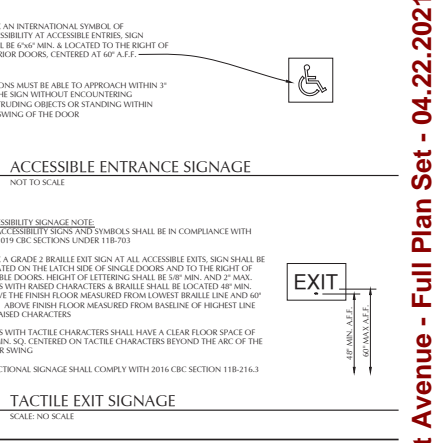 AN INTERNATIONAL SYMBOL OF
SSIBILITY AT ACCESSIBLE ENTRIES, SIGN
L BE 6"x6" MIN. & LOCATED TO THE RIGHT OF
RIOR DOORS, CENTERED AT 60" A.F.F.
ONS MUST BE ABLE TO APPROACH WITHIN 3"
HE SIGN WITHOUT ENCOUNTERING
TRUDING OBJECTS OR STANDING WITHIN
SWING OF THE DOOR
ACCESSIBLE ENTRANCE SIGNAGE
NOT TO SCALE
SSIBILITY SIGNAGE NOTE:
ACCESSIBILITY SIGNS AND SYMBOLS SHALL BE IN COMPLIANCE WITH
019 CBC SECTIONS UNDER 11B-703
A GRADE 2 BRAILLE EXIT SIGN AT ALL ACCESSIBLE EXITS, SIGN SHALL BE
ATED ON THE LATCH SIDE OF SINGLE DOORS AND TO THE RIGHT OF
BLE DOORS. HEIGHT OF LETTERING SHALL BE 5/8" MIN. AND 2" MAX.
S WITH RAISED CHARACTERS & BRAILLE SHALL BE LOCATED 48" MIN.
VE THE FINISH FLOOR MEASURED FROM LOWEST BRAILLE LINE AND 60"
ABOVE FINISH FLOOR MEASURED FROM BASELINE OF HIGHEST LINE
AISED CHARACTERS
S WITH TACTILE CHARACTERS SHALL HAVE A CLEAR FLOOR SPACE OF
IN. SQ. CENTERED ON TACTILE CHARACTERS BEYOND THE ARC OF THE
R SWING
CTIONAL SIGNAGE SHALL COMPLY WITH 2016 CBC SECTION 11B-216.3
EXIT
48" MIN. A.F.F.
60" MAX A.F.F.
TACTILE EXIT SIGNAGE
SCALE: NO SCALE
t Avenue - Full Plan Set - 04.22.2021